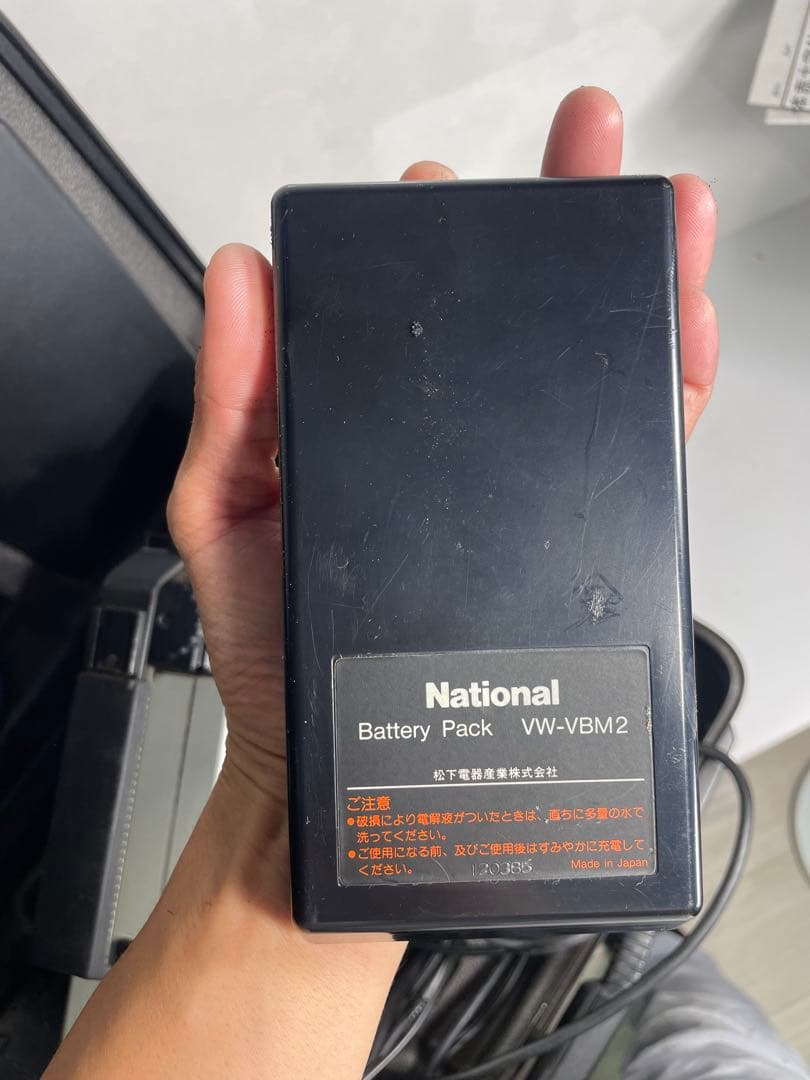 National
Battery Pack VW-VBM2
松下電器産業株式会社
ご注意
●破損により電解液がついたときは、直ちに多量の水で
洗ってください。
●ご使用になる前、及びご使用後はすみやかに充電して
ください。
120385
Made in Japan